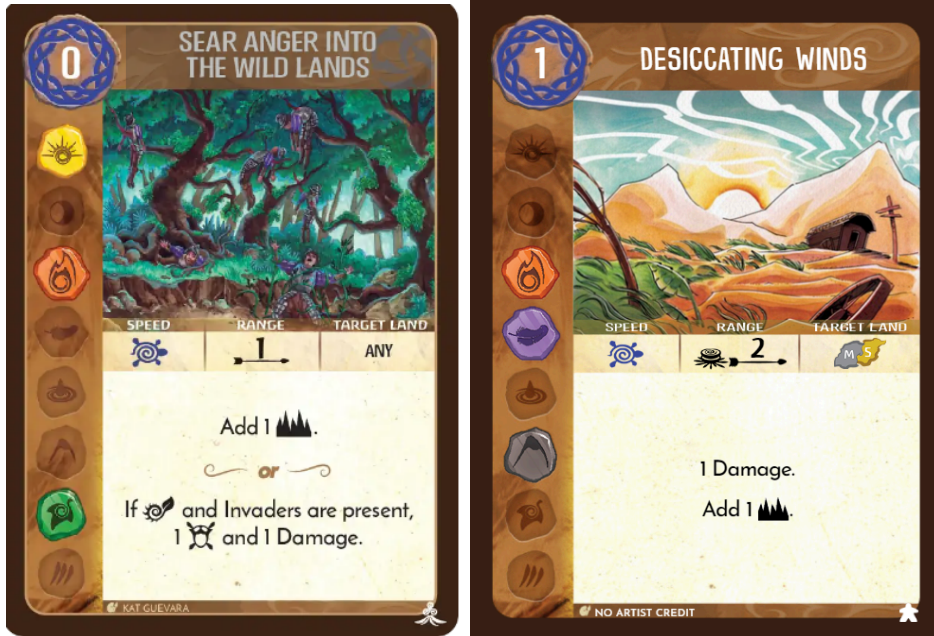 0
SEAR ANGER INTO
THE WILD LANDS
SPEED RANGE TARGET LAND
1 ANY
Add 1 .
or
If and Invaders are present,
1 and 1 Damage.
KAT GUEVARA
1
DESICCATING WINDS
SPEED RANGE TARGET LAND
2 M S
1 Damage.
Add 1 .
NO ARTIST CREDIT